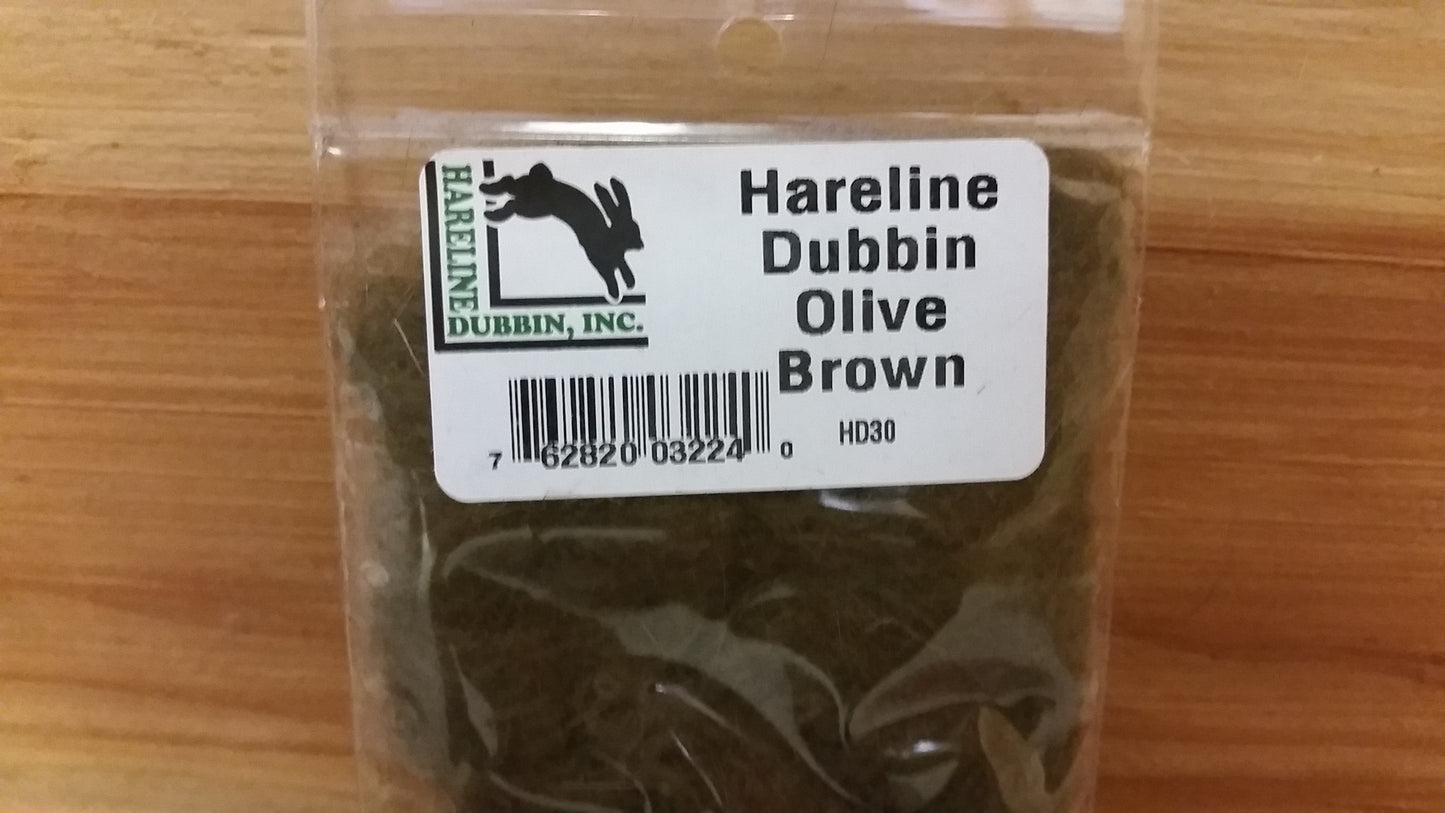 HARELINE
DUBBIN, INC.
Hareline
Dubbin
Olive
Brown
HD30
7 62820 03224 0